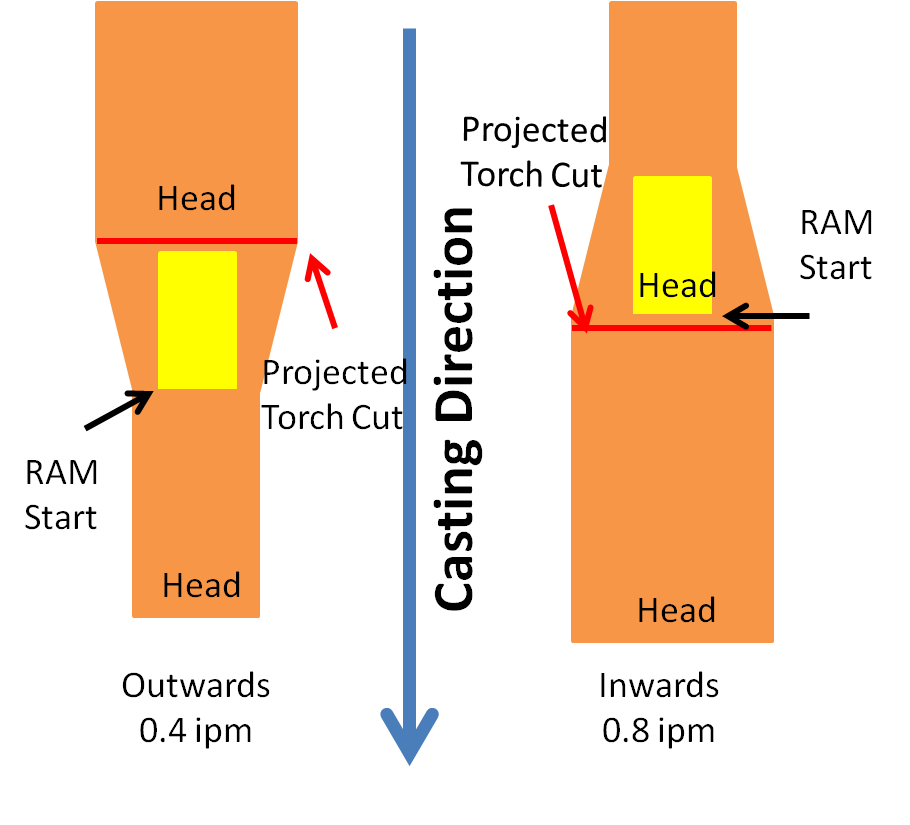 Head
Projected
Torch Cut
RAM
Start
Head
Outwards
0.4 ipm
Casting Direction
Projected
Torch Cut
RAM
Start
Head
Head
Inwards
0.8 ipm